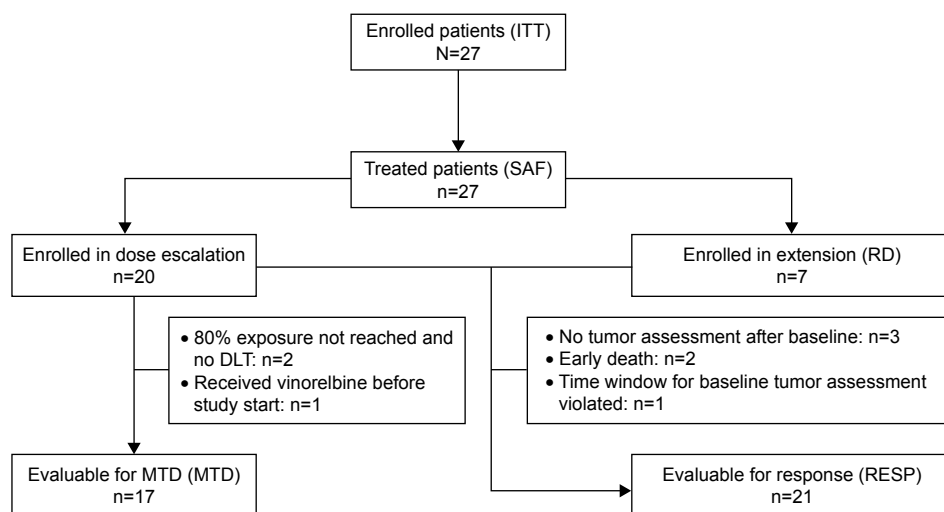 Enrolled patients (ITT)
N=27
Treated patients (SAF)
n=27
Enrolled in dose escalation
n=20
Enrolled in extension (RD)
n=7
• 80% exposure not reached and
no DLT: n=2
• Received vinorelbine before
study start: n=1
• No tumor assessment after baseline: n=3
• Early death: n=2
• Time window for baseline tumor assessment
violated: n=1
Evaluable for MTD (MTD)
n=17
Evaluable for response (RESP)
n=21